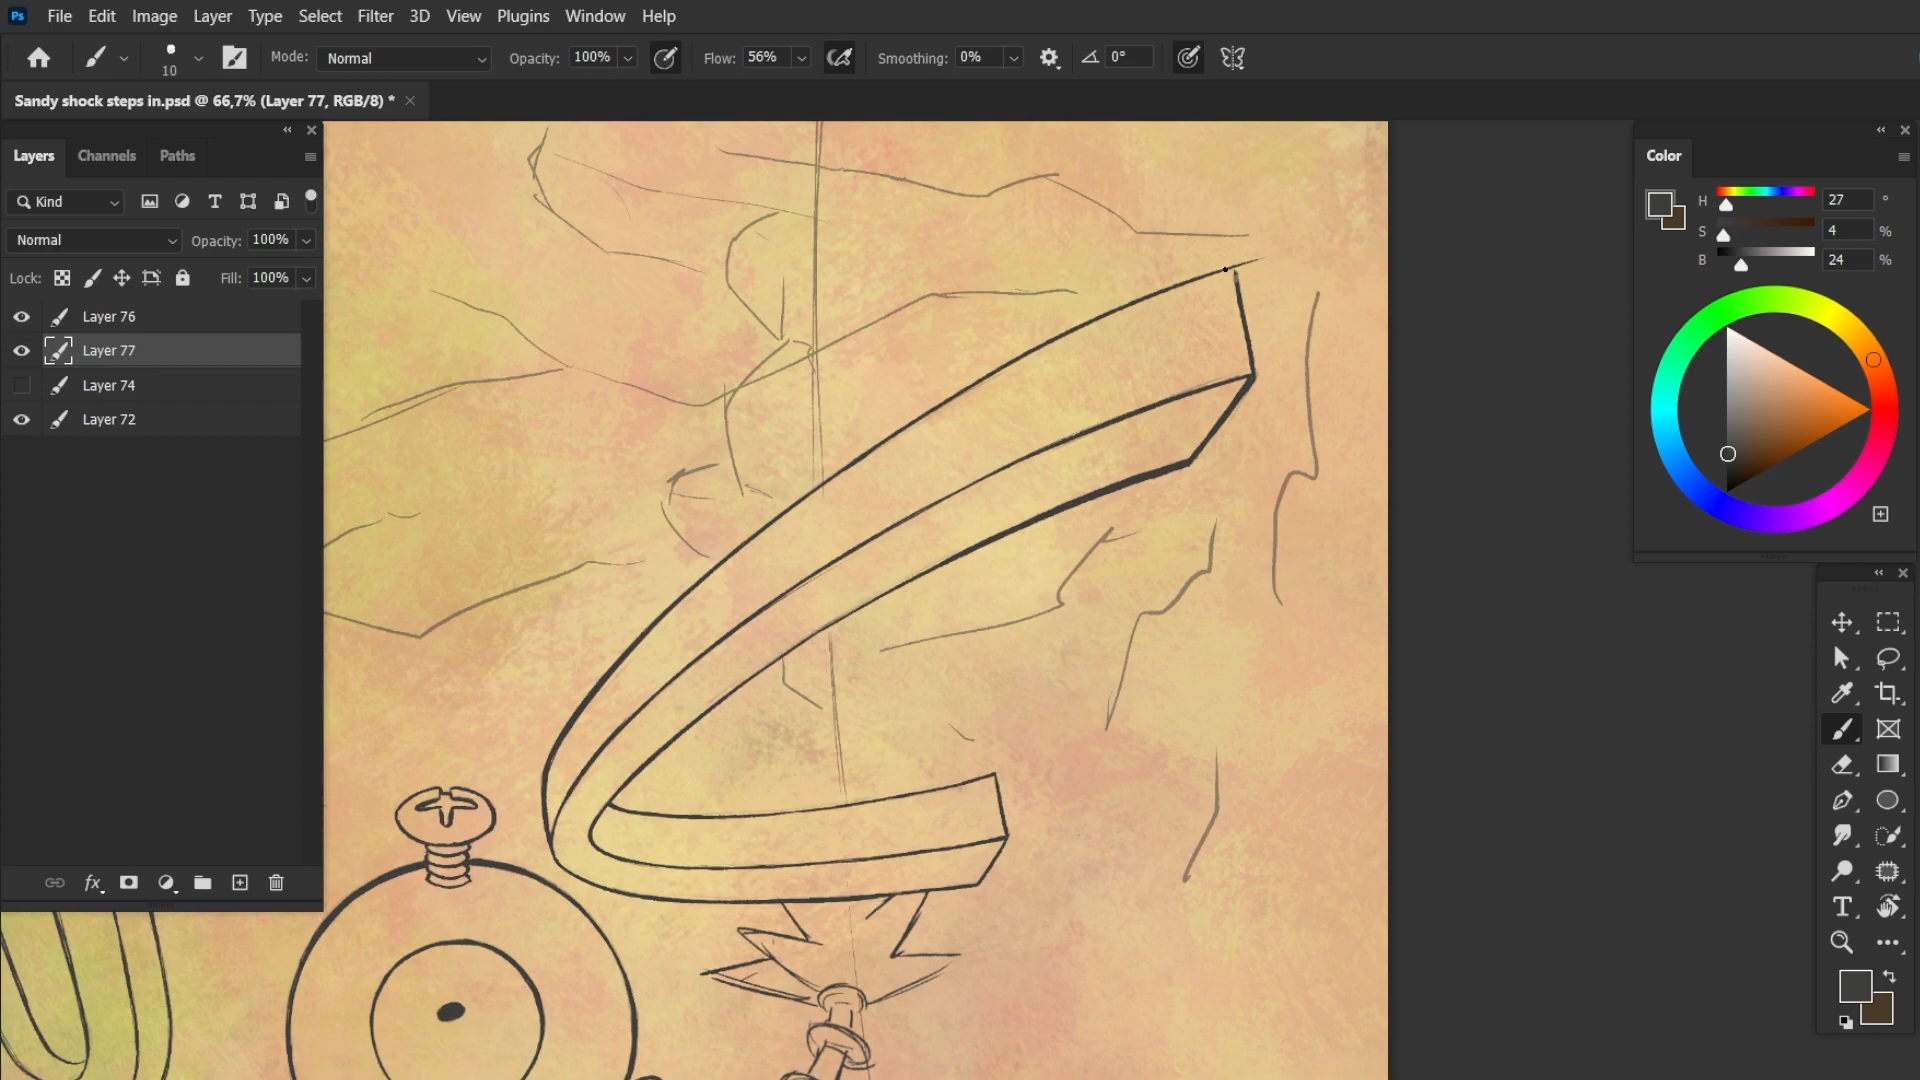 Ps File Edit Image Layer Type Select Filter 3D View Plugins Window Help
10 Mode: Normal Opacity: 100% Flow: 56% Smoothing: 0% 0°
Sandy shock steps in.psd @ 66,7% (Layer 77, RGB/8) *
Layers Channels Paths
Kind
Normal Opacity: 100%
Lock: Fill: 100%
Layer 76
Layer 77
Layer 74
Layer 72
fx
Color
H 27 °
S 4 %
B 24 %